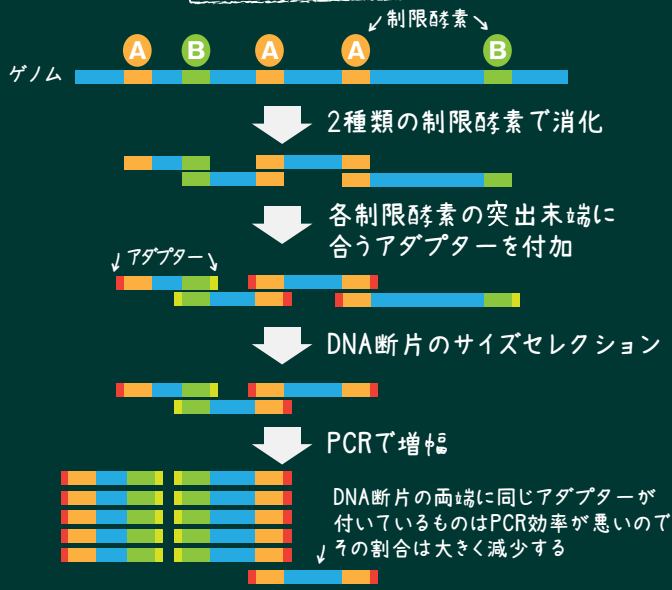 制限酵素
A B A A B
ゲノム
2種類の制限酵素で消化
各制限酵素の突出末端に
合うアダプターを付加
アダプター
DNA断片のサイズセレクション
PCRで増幅
DNA断片の両端に同じアダプターが
付いているものはPCR効率が悪いので
その割合は大きく減少する